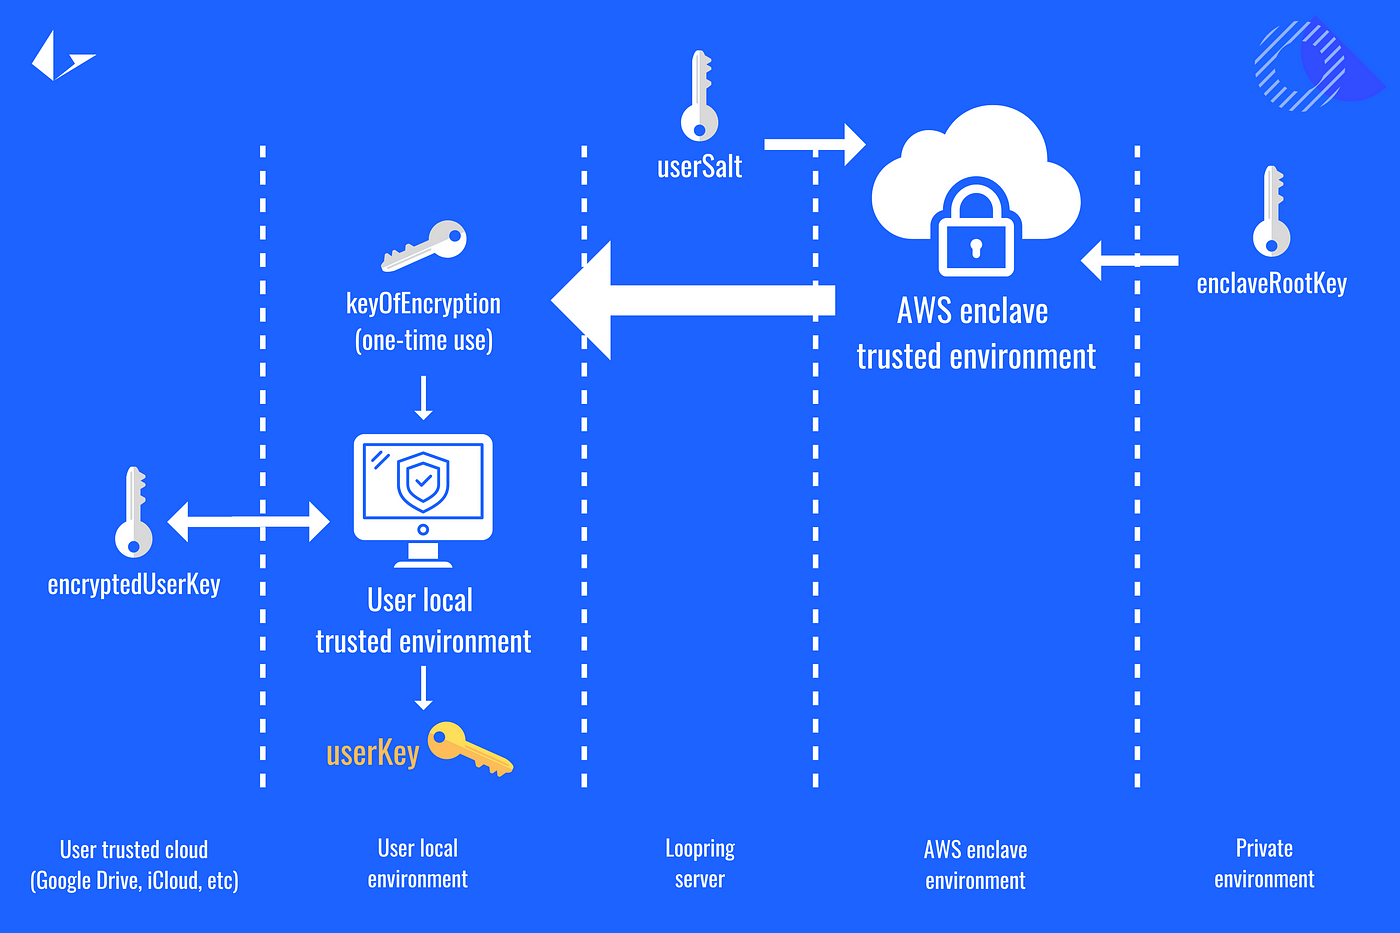 userSalt
enclaveRootKey
keyOfEncryption
(one-time use)
AWS enclave
trusted environment
encryptedUserKey
User local
trusted environment
userKey
User trusted cloud
(Google Drive, iCloud, etc)
User local
environment
Loopring
server
AWS enclave
environment
Private
environment